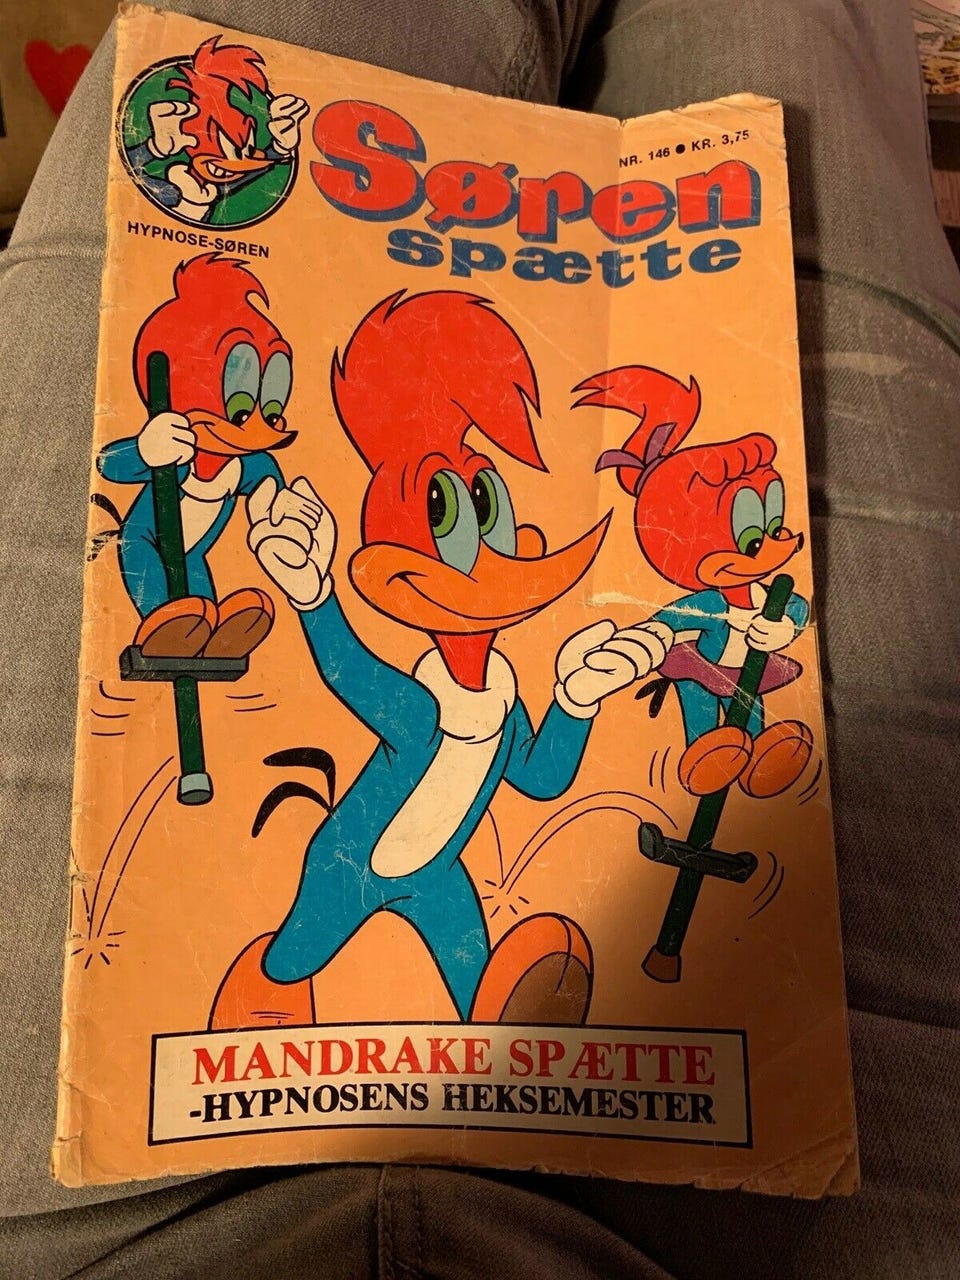 NR. 146 ● KR. 3,75
Søren
spætte
HYPNOSE-SØREN
MANDRAKE SPÆTTE
-HYPNOSENS HEKSEMESTER